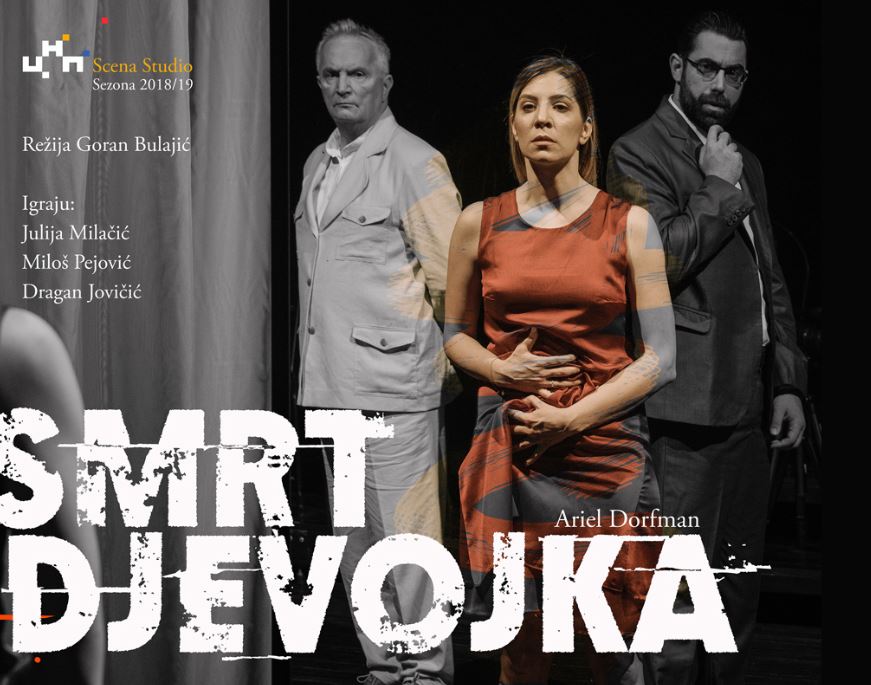 Scena Studio
Sezona 2018/19
Režija Goran Bulajić
Igraju:
Julija Milačić
Miloš Pejović
Dragan Jovičić
SMRT
Ariel Dorfman
DJEVOJKA